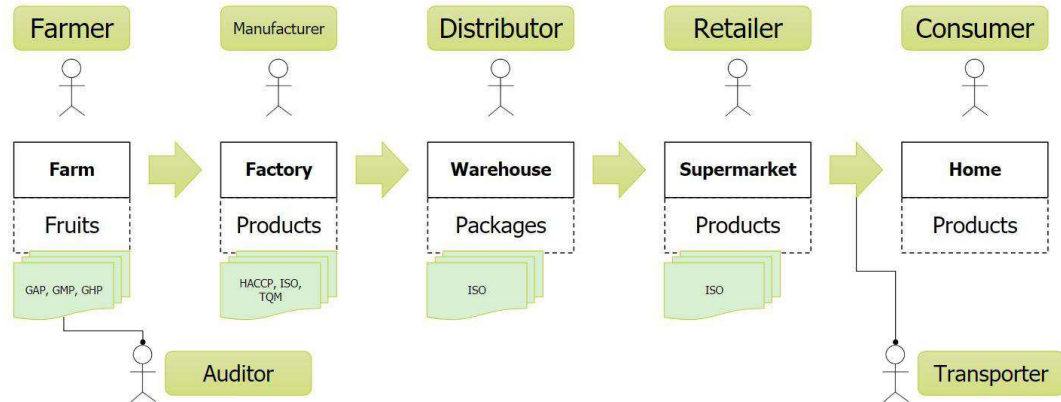 Farmer
Manufacturer
Distributor
Retailer
Consumer
Farm
Factory
Warehouse
Supermarket
Home
Fruits
Products
Packages
Products
Products
GAP, GMP, GHP
HACCP, ISO,
TQM
ISO
ISO
Auditor
Transporter